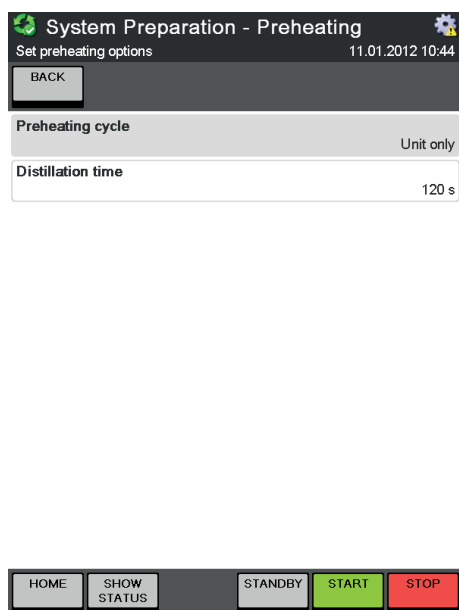 System Preparation - Preheating
Set preheating options 11.01.2012 10:44
BACK
Preheating cycle
Unit only
Distillation time
120 s
HOME SHOW STANDBY START STOP
STATUS